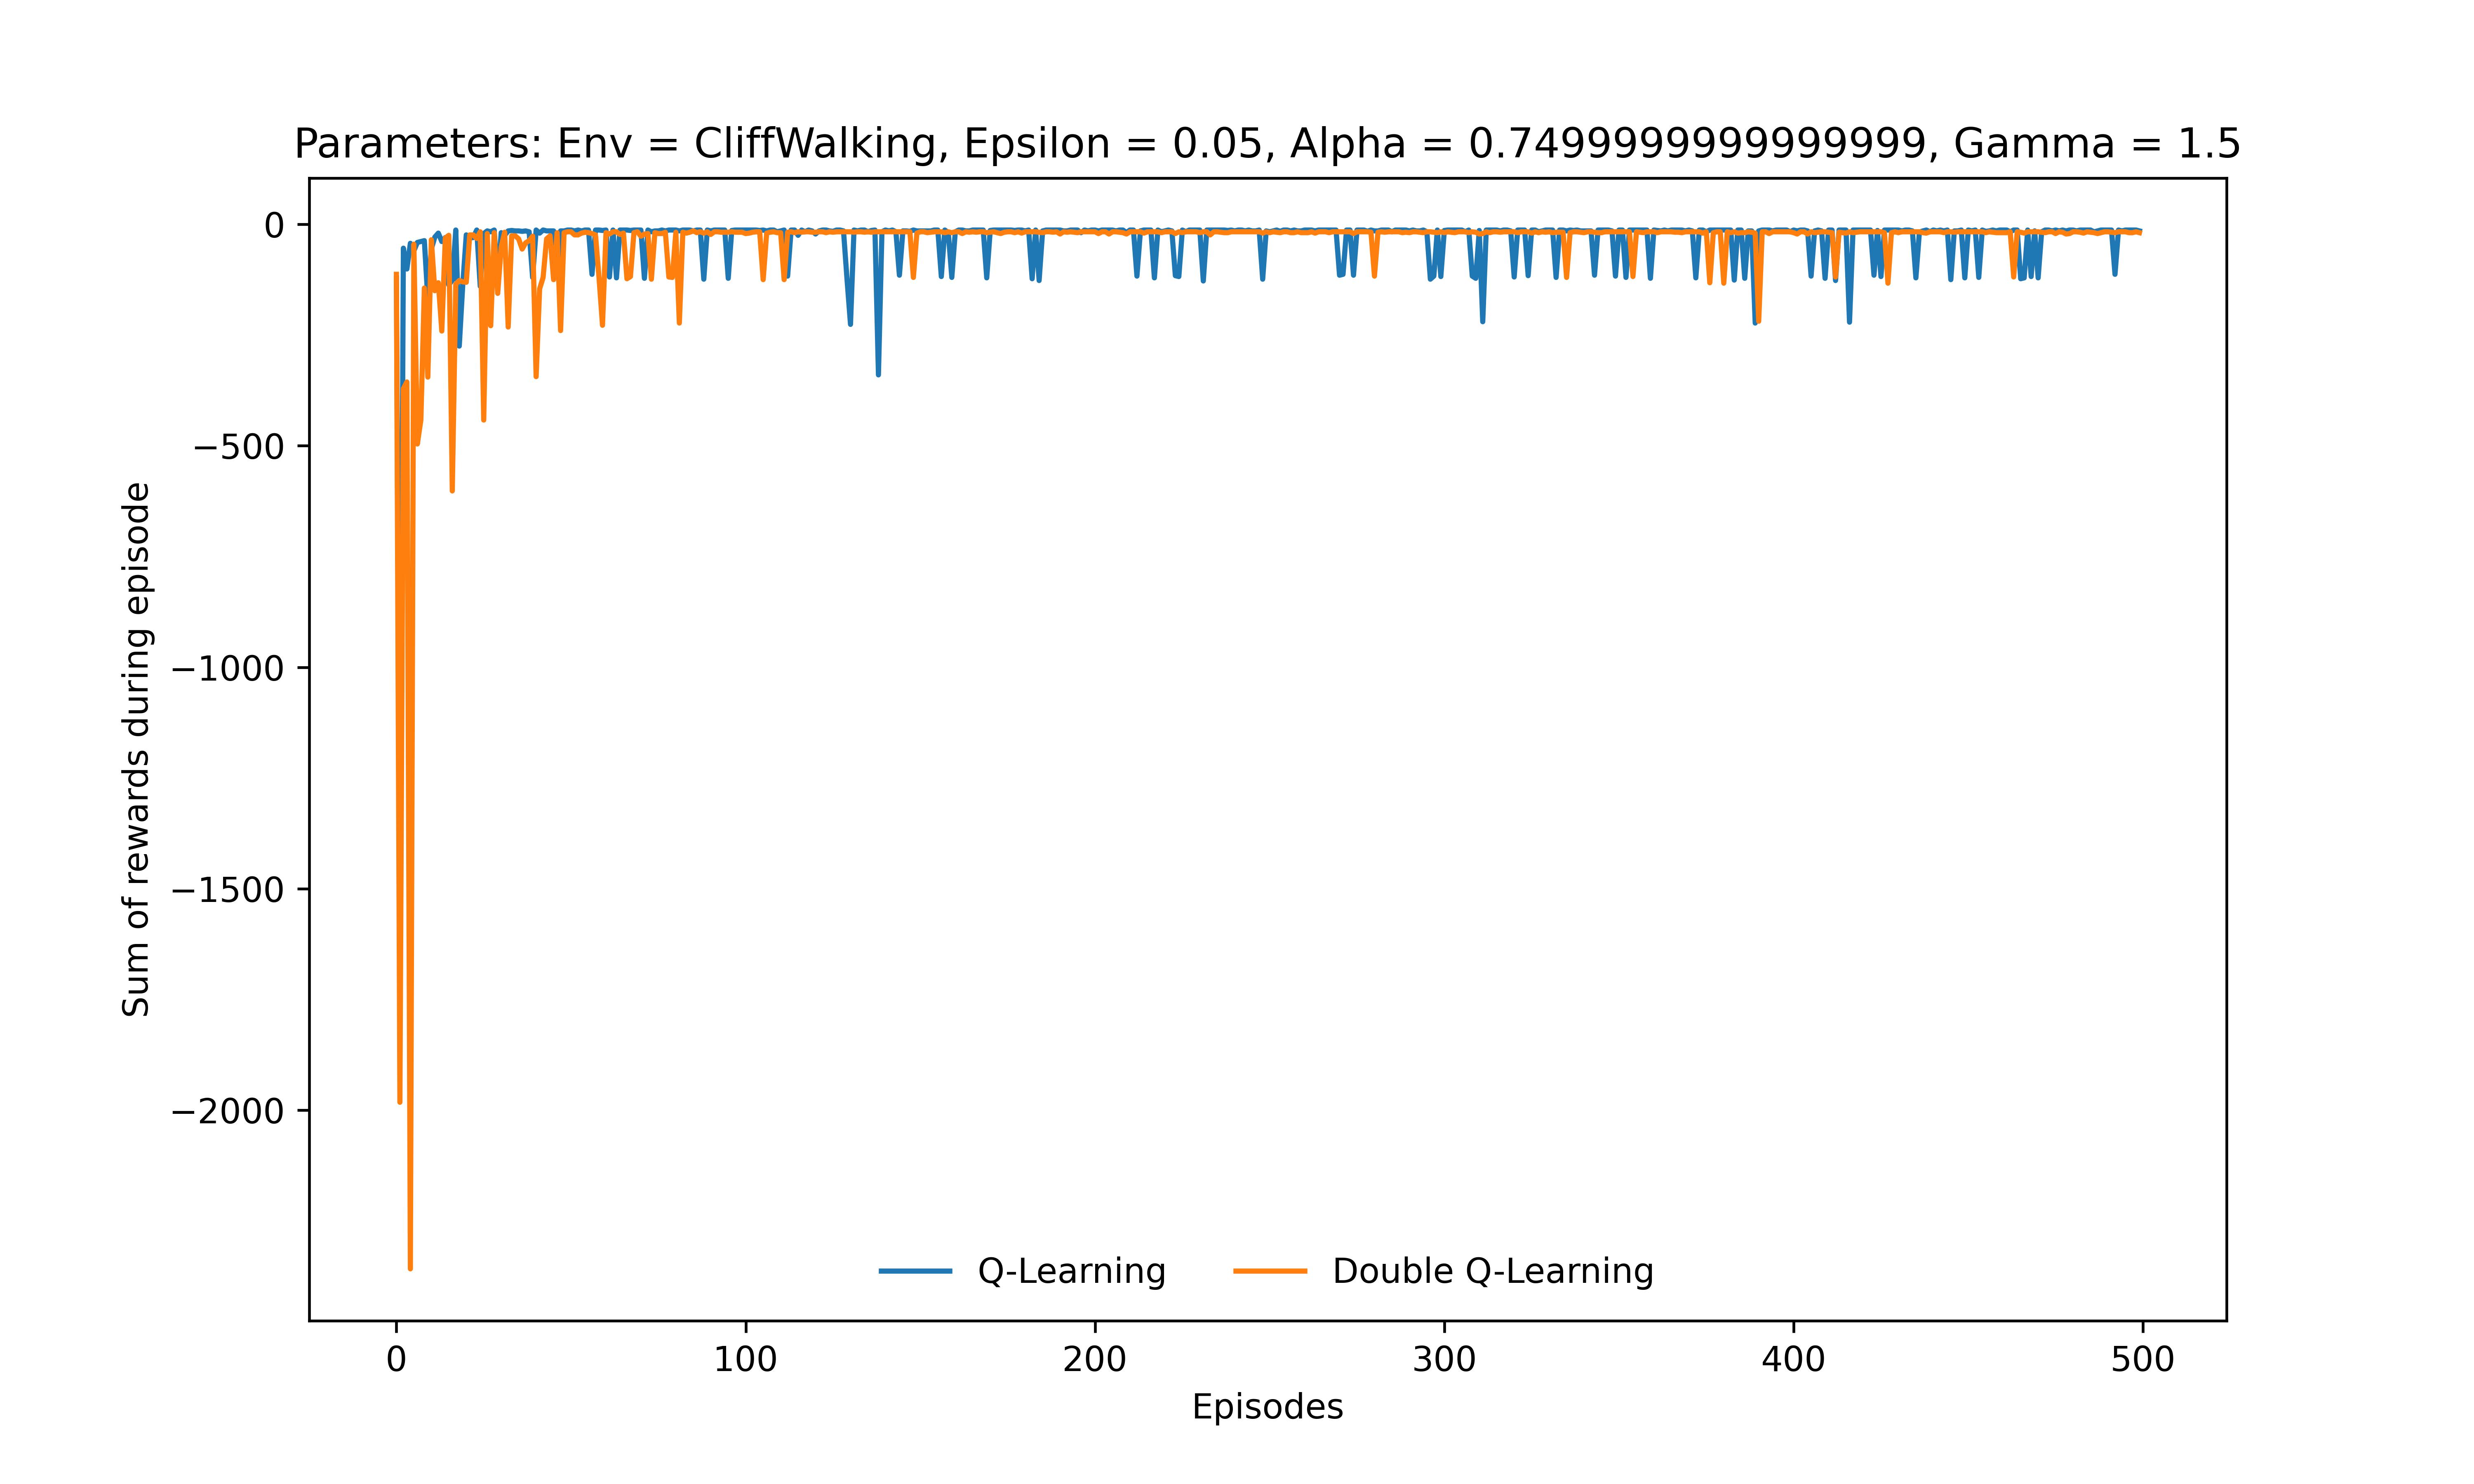 Parameters: Env = CliffWalking, Epsilon = 0.05, Alpha = 0.7499999999999999, Gamma = 1.5
Sum of rewards during episode
0
−500
−1000
−1500
−2000
Q-Learning
Double Q-Learning
0
100
200
300
400
500
Episodes